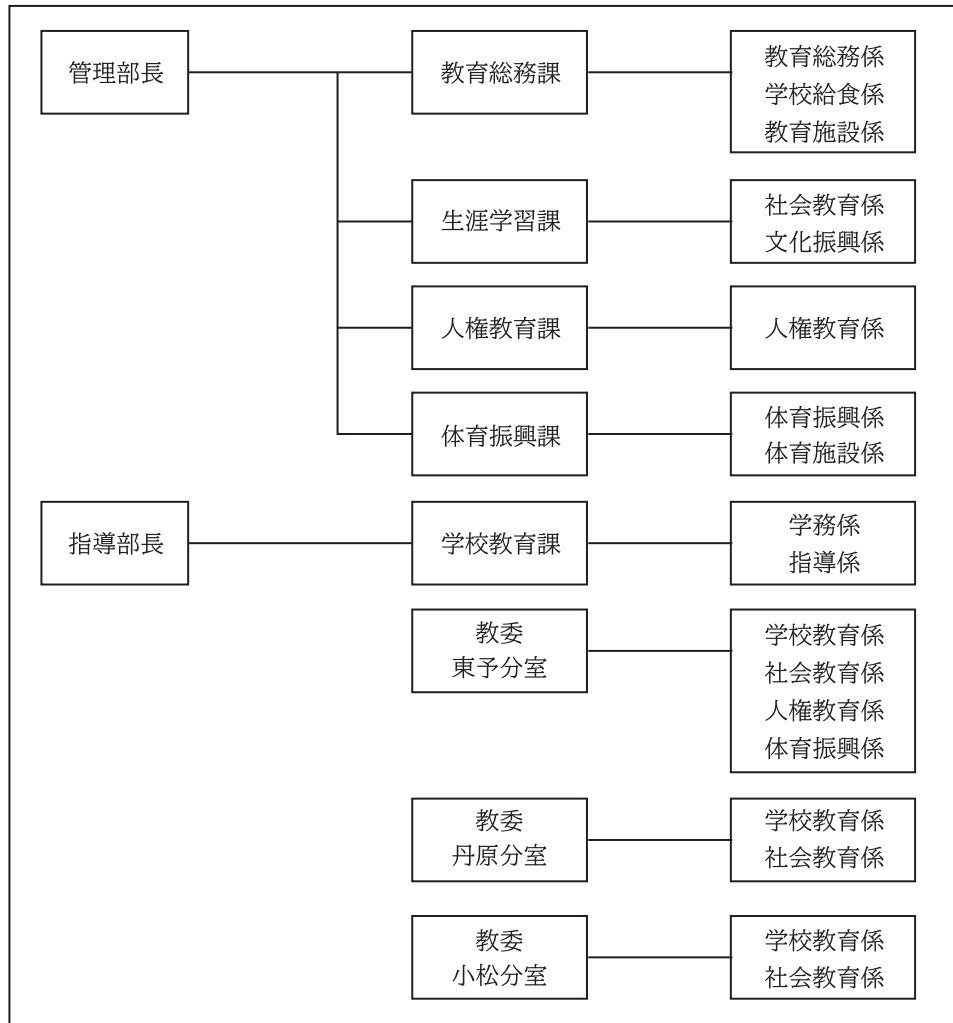 管理部長
教育総務課
教育総務係
学校給食係
教育施設係
生涯学習課
社会教育係
文化振興係
人権教育課
人権教育係
体育振興課
体育振興係
体育施設係
指導部長
学校教育課
学務係
指導係
教委
東予分室
学校教育係
社会教育係
人権教育係
体育振興係
教委
丹原分室
学校教育係
社会教育係
教委
小松分室
学校教育係
社会教育係